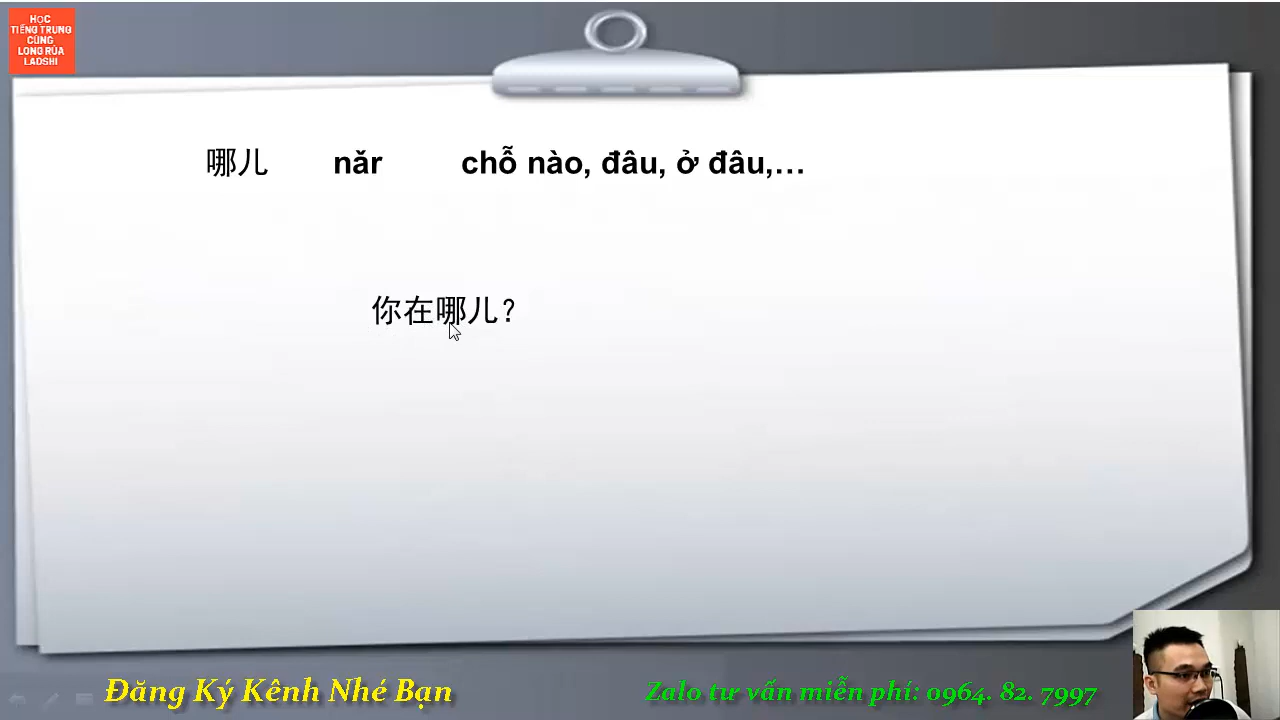 HỌC
TIẾNG TRUNG
CÙNG
LONG RÙA
LADSHI
哪儿 nǎr chỗ nào, đâu, ở đâu,...
你在哪儿?
Đăng Ký Kênh Nhé Bạn
Zalo tư vấn miễn phí: 0964. 82. 7997